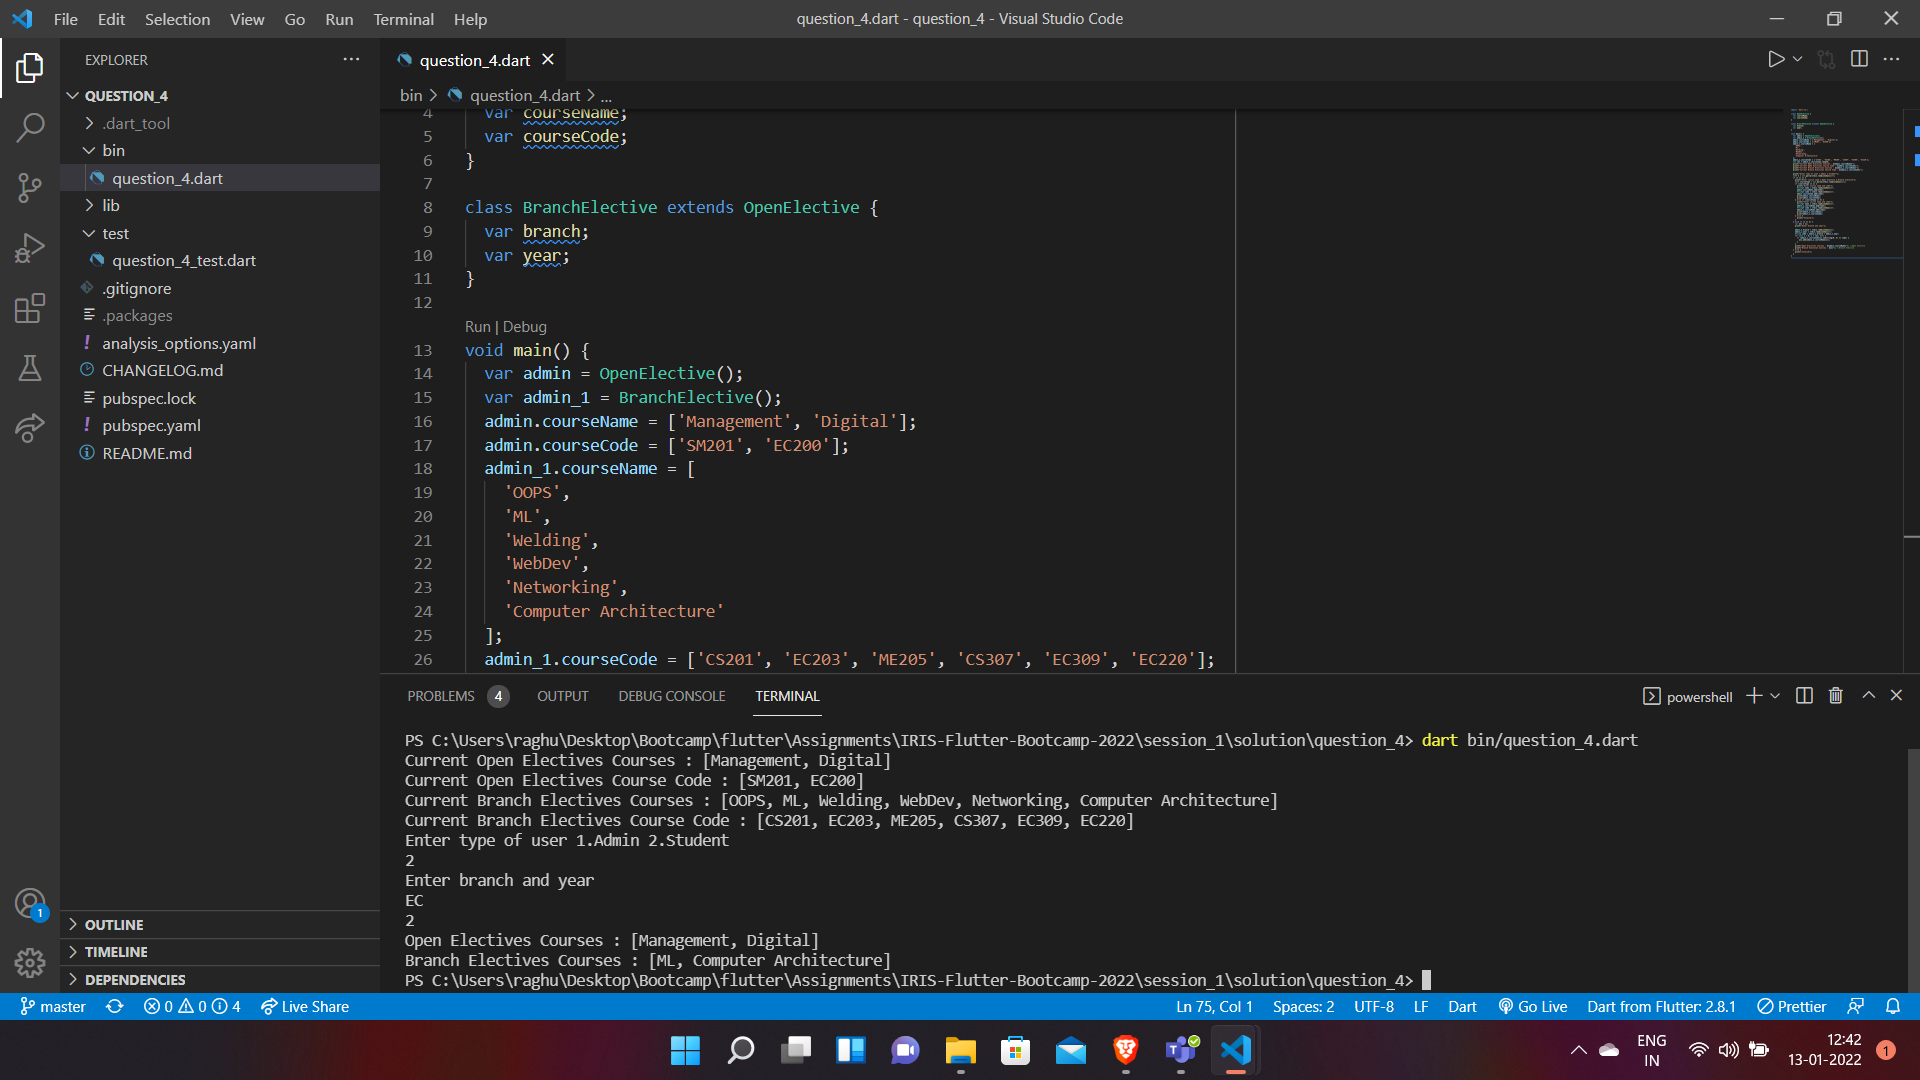 File Edit Selection View Go Run Terminal Help
question_4.dart - question_4 - Visual Studio Code
EXPLORER
QUESTION_4
.dart_tool
bin
question_4.dart
lib
test
question_4_test.dart
.gitignore
.packages
analysis_options.yaml
CHANGELOG.md
pubspec.lock
pubspec.yaml
README.md
OUTLINE
TIMELINE
DEPENDENCIES
1
question_4.dart
bin > question_4.dart > ...
4 var courseName;
5 var courseCode;
6 }
7
8 class BranchElective extends OpenElective {
9 var branch;
10 var year;
11 }
12
Run | Debug
13 void main() {
14 var admin = OpenElective();
15 var admin_1 = BranchElective();
16 admin.courseName = ['Management', 'Digital'];
17 admin.courseCode = ['SM201', 'EC200'];
18 admin_1.courseName = [
19 'OOPS',
20 'ML',
21 'Welding',
22 'WebDev',
23 'Networking',
24 'Computer Architecture'
25 ];
26 admin_1.courseCode = ['CS201', 'EC203', 'ME205', 'CS307', 'EC309', 'EC220'];
PROBLEMS 4 OUTPUT DEBUG CONSOLE TERMINAL
powershell
PS C:\Users\raghu\Desktop\Bootcamp\flutter\Assignments\IRIS-Flutter-Bootcamp-2022\session_1\solution\question_4> dart bin/question_4.dart
Current Open Electives Courses : [Management, Digital]
Current Open Electives Course Code : [SM201, EC200]
Current Branch Electives Courses : [OOPS, ML, Welding, WebDev, Networking, Computer Architecture]
Current Branch Electives Course Code : [CS201, EC203, ME205, CS307, EC309, EC220]
Enter type of user 1.Admin 2.Student
2
Enter branch and year
EC
2
Open Electives Courses : [Management, Digital]
Branch Electives Courses : [ML, Computer Architecture]
PS C:\Users\raghu\Desktop\Bootcamp\flutter\Assignments\IRIS-Flutter-Bootcamp-2022\session_1\solution\question_4>
master 0 0 4 Live Share
Ln 75, Col 1 Spaces: 2 UTF-8 LF Dart Go Live Dart from Flutter: 2.8.1 Prettier
ENG
IN
12:42
13-01-2022
1